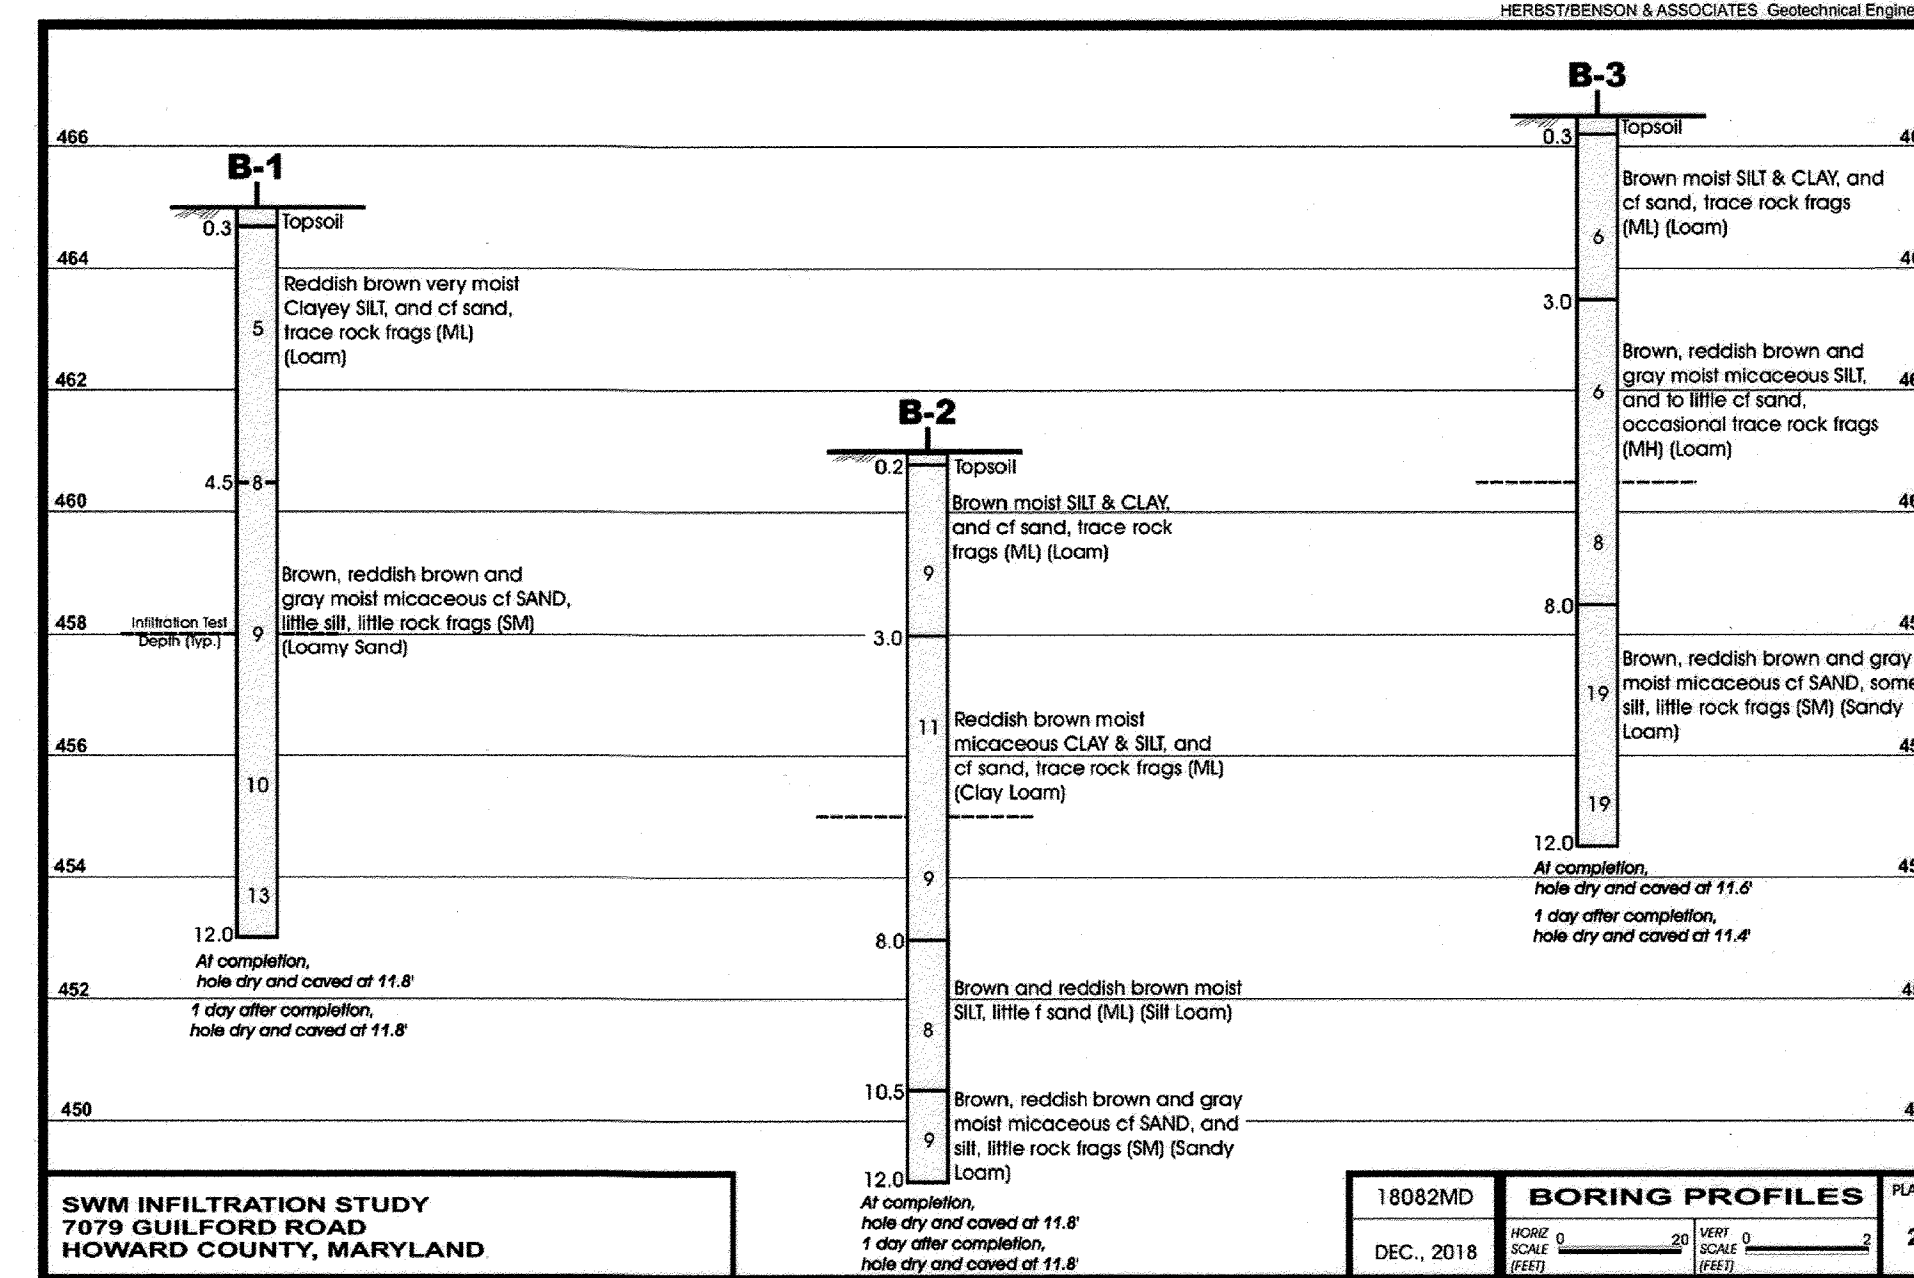 HERBST/BENSON & ASSOCIATES Geotechnical Engine
B-3
466
0.3
Topsoil
B-1
Brown moist SILT & CLAY, and
cf sand, trace rock frags
(ML) (Loam)
6
0.3
Topsoil
464
Reddish brown very moist
Clayey SILT, and cf sand,
trace rock frags (ML)
(Loam)
5
3.0
Brown, reddish brown and
gray moist micaceous SILT,
and to little cf sand,
occasional trace rock frags
(MH) (Loam)
6
462
B-2
0.2
Topsoil
4.5
8
460
Brown moist SILT & CLAY,
and cf sand, trace rock
frags (ML) (Loam)
9
8
Brown, reddish brown and
gray moist micaceous cf SAND,
little silt, little rock frags (SM)
(Loamy Sand)
8.0
458
Infiltration Test
Depth (Typ.)
9
3.0
Brown, reddish brown and gray
moist micaceous cf SAND, some
silt, little rock frags (SM) (Sandy
Loam)
19
11
Reddish brown moist
micaceous CLAY & SILT, and
cf sand, trace rock frags (ML)
(Clay Loam)
456
10
19
12.0
454
At completion,
hole dry and caved at 11.6'
1 day after completion,
hole dry and caved at 11.4'
9
13
12.0
8.0
At completion,
hole dry and caved at 11.8'
1 day after completion,
hole dry and caved at 11.8'
452
Brown and reddish brown moist
SILT, little f sand (ML) (Silt Loam)
8
10.5
450
Brown, reddish brown and gray
moist micaceous cf SAND, and
silt, little rock frags (SM) (Sandy
Loam)
9
12.0
At completion,
hole dry and caved at 11.8'
1 day after completion,
hole dry and caved at 11.8'
SWM INFILTRATION STUDY
7079 GUILFORD ROAD
HOWARD COUNTY, MARYLAND
18082MD
DEC., 2018
BORING PROFILES
HORIZ
SCALE
(FEET)
0 20
VERT
SCALE
(FEET)
0 2
PLA
2